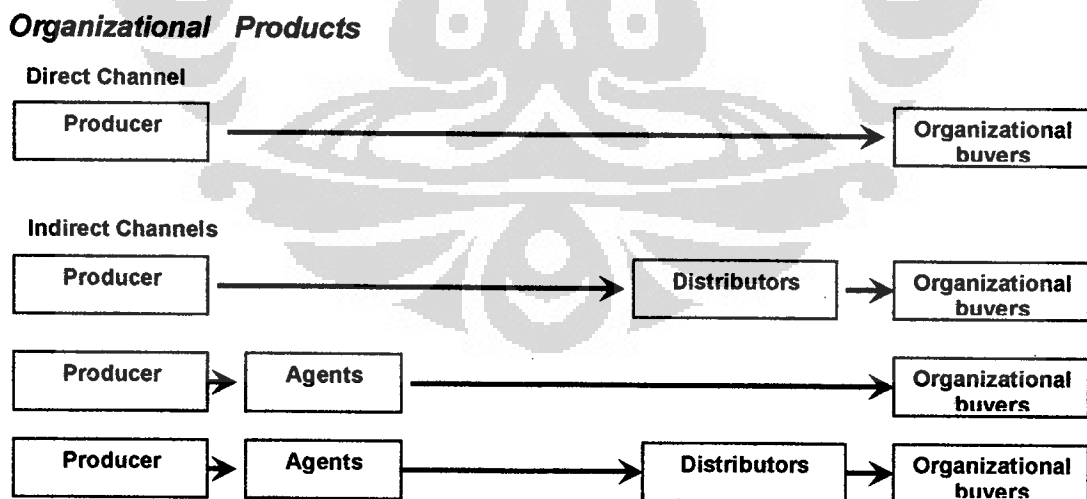 Organizational Products
Direct Channel
Producer
Organizational
buyers
Indirect Channels
Producer
Distributors
Organizational
buyers
Producer
Agents
Organizational
buyers
Producer
Agents
Distributors
Organizational
buyers